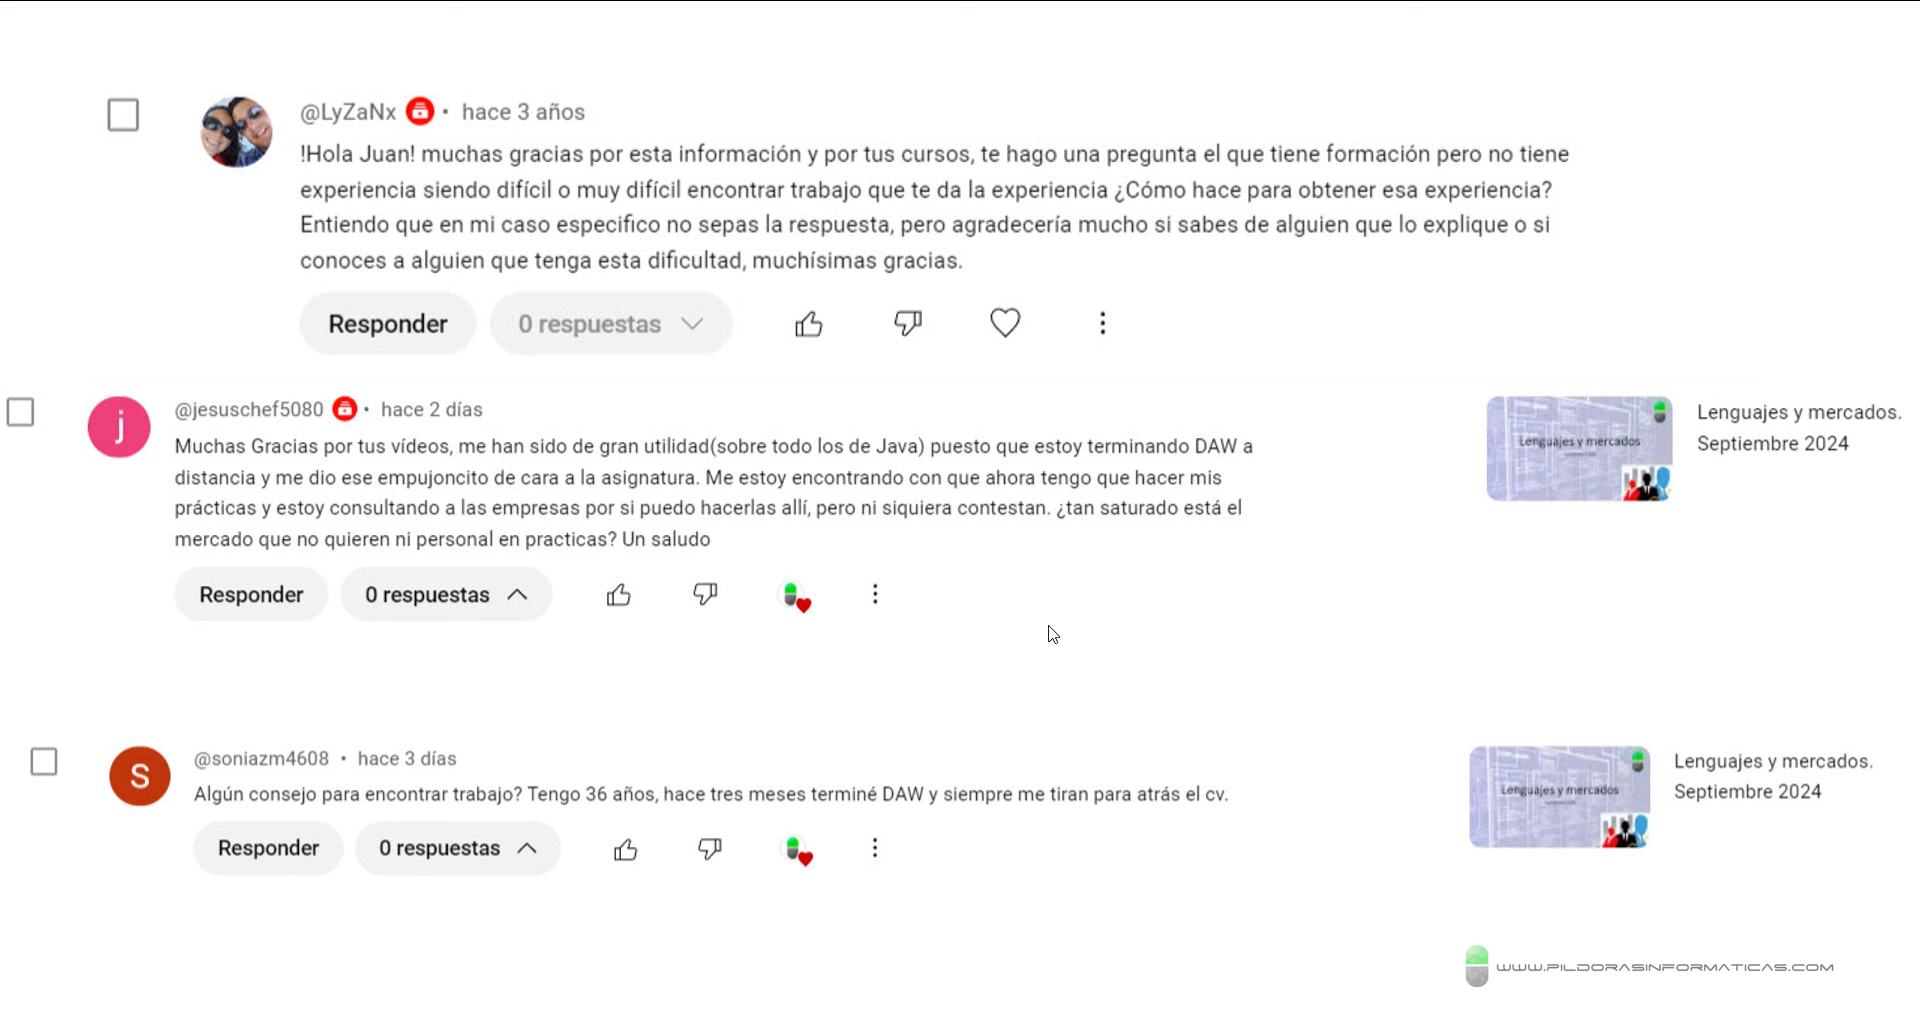 @LyZaNx • hace 3 años
!Hola Juan! muchas gracias por esta información y por tus cursos, te hago una pregunta el que tiene formación pero no tiene
experiencia siendo difícil o muy difícil encontrar trabajo que te da la experiencia ¿Cómo hace para obtener esa experiencia?
Entiendo que en mi caso especifico no sepas la respuesta, pero agradecería mucho si sabes de alguien que lo explique o si
conoces a alguien que tenga esta dificultad, muchísimas gracias.
Responder 0 respuestas
j
@jesuschef5080 • hace 2 días
Muchas Gracias por tus vídeos, me han sido de gran utilidad(sobre todo los de Java) puesto que estoy terminando DAW a
distancia y me dio ese empujoncito de cara a la asignatura. Me estoy encontrando con que ahora tengo que hacer mis
prácticas y estoy consultando a las empresas por si puedo hacerlas allí, pero ni siquiera contestan. ¿tan saturado está el
mercado que no quieren ni personal en practicas? Un saludo
Responder 0 respuestas
Lenguajes y mercados
Lenguajes y mercados.
Septiembre 2024
S
@soniazm4608 • hace 3 días
Algún consejo para encontrar trabajo? Tengo 36 años, hace tres meses terminé DAW y siempre me tiran para atrás el cv.
Responder 0 respuestas
Lenguajes y mercados
Lenguajes y mercados.
Septiembre 2024
WWW.PILDORASINFORMATICAS.COM